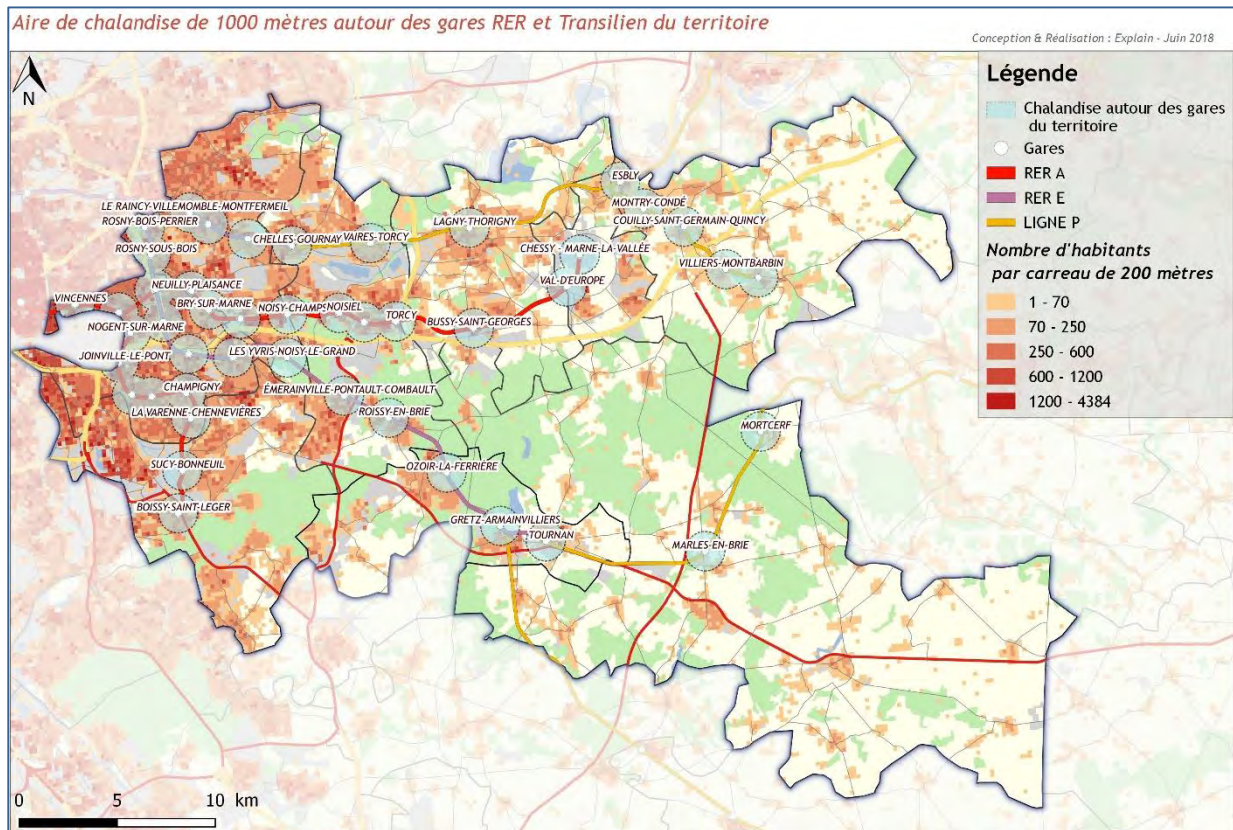 Aire de chalandise de 1000 mètres autour des gares RER et Transilien du territoire
Conception & Réalisation : Explain - Juin 2018
N
Légende
Chalandise autour des gares
du territoire
Gares
RER A
RER E
LIGNE P
Nombre d'habitants
par carreau de 200 mètres
1 - 70
70 - 250
250 - 600
600 - 1200
1200 - 4384
ESBLY
LE RAINCY-VILLEMOMBLE-MONTFERMEIL
MONTRY-CONDÉ
ROSNY-BOIS-PERRIER
LAGNY-THORIGNY
COUILLY-SAINT-GERMAIN-QUINCY
CHELLES-GOURNAY
VAIRES-TORCY
ROSNY-SOUS-BOIS
CHESSY - MARNE-LA-VALLÉE
VILLIERS-MONTBARBIN
NEUILLY-PLAISANCE
VAL-D'EUROPE
VINCENNES
BRY-SUR-MARNE
NOISY-CHAMPS
NOISIEL
TORCY
NOGENT-SUR-MARNE
BUSSY-SAINT-GEORGES
JOINVILLE-LE-PONT
LES YVRIS-NOISY-LE-GRAND
CHAMPIGNY
ÉMERAINVILLE-PONTAULT-COMBAULT
LA VARENNE-CHENNEVIÈRES
ROISSY-EN-BRIE
MORTCERF
SUCY-BONNEUIL
OZOIR-LA-FERRIÈRE
BOISSY-SAINT-LEGER
GRETZ-ARMAINVILLIERS
TOURNAN
MARLES-EN-BRIE
0 5 10 km